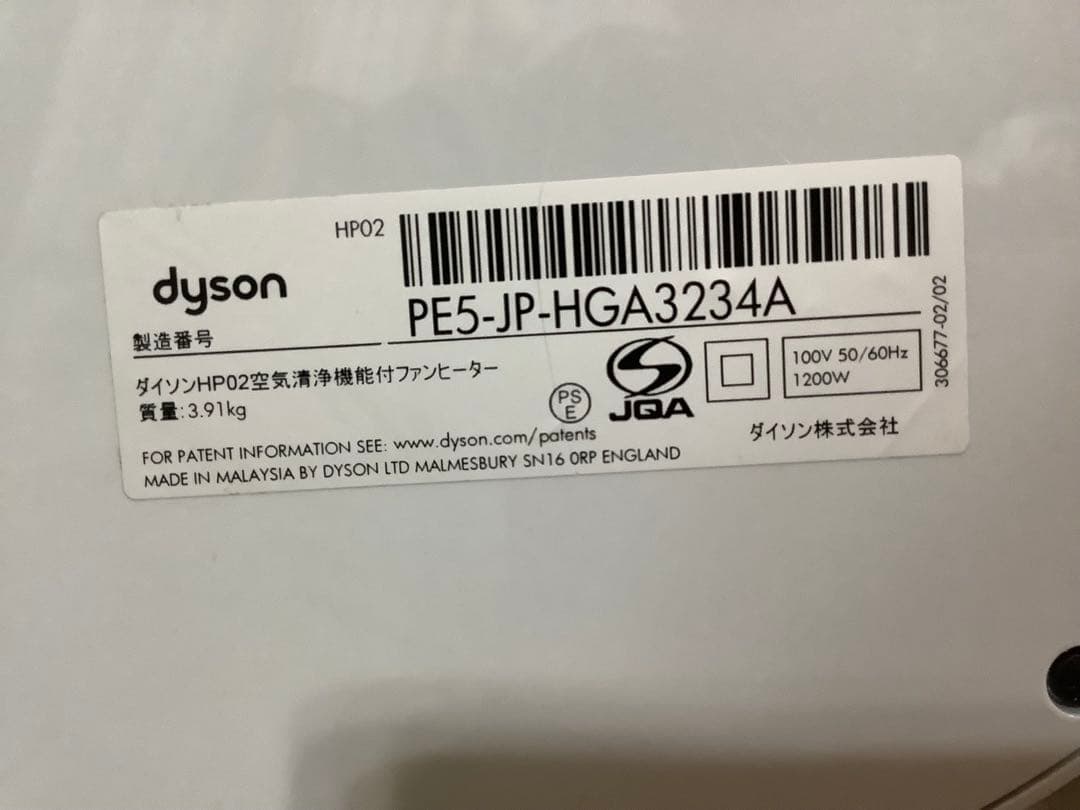 HP02
dyson
PE5-JP-HGA3234A
製造番号
ダイソンHP02空気清浄機能付ファンヒーター
質量:3.91kg
PS
E
JQA
100V 50/60Hz
1200W
306677-02/02
ダイソン株式会社
FOR PATENT INFORMATION SEE: www.dyson.com/patents
MADE IN MALAYSIA BY DYSON LTD MALMESBURY SN16 0RP ENGLAND